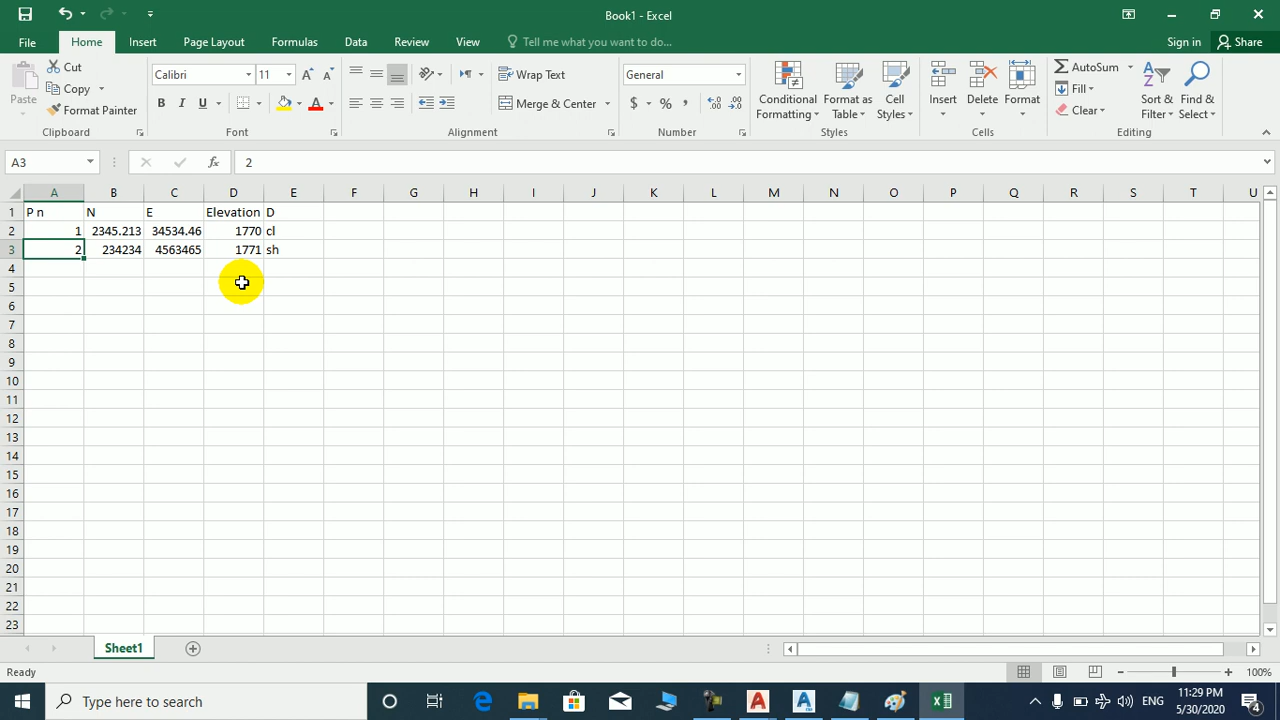 Book1 - Excel
File Home Insert Page Layout Formulas Data Review View Tell me what you want to do... Sign in Share
Paste
Cut
Copy
Format Painter
Clipboard
Calibri 11
B I U
Font
Wrap Text
Merge & Center
Alignment
General
$ % ,
Number
Conditional Formatting
Format as Table
Cell Styles
Styles
Insert
Delete
Format
Cells
AutoSum
Fill
Clear
Sort & Filter
Find & Select
Editing
A3 fx 2
A B C D E F G H I J K L M N O P Q R S T U
1 P n N E Elevation D
2 1 2345.213 34534.46 1770 cl
3 2 234234 4563465 1771 sh
4
5
6
7
8
9
10
11
12
13
14
15
16
17
18
19
20
21
22
23
Sheet1
Ready 100%
Type here to search ENG 11:29 PM
5/30/2020 4